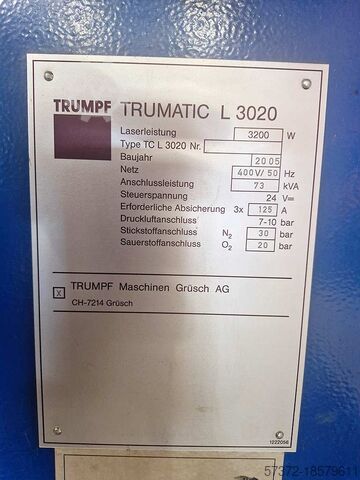 TRUMPF TRUMATIC L 3020
Laserleistung 3200 W
Type TC L 3020 Nr.
Baujahr 2005
Netz 400V/50 Hz
Anschlussleistung 73 kVA
Steuerspannung 24 V=
Erforderliche Absicherung 3x 125 A
Druckluftanschluss 7-10 bar
Stickstoffanschluss N2 30 bar
Sauerstoffanschluss O2 20 bar
X TRUMPF Maschinen Grüsch AG
CH-7214 Grüsch
1222056
57372-18579611